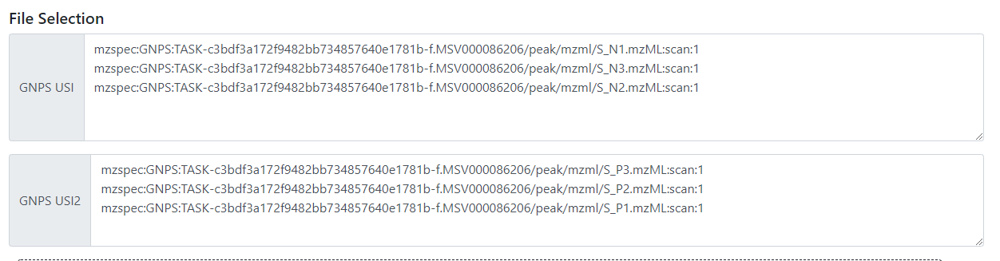 File Selection
GNPS USI
mzspec:GNPS:TASK-c3bdf3a172f9482bb734857640e1781b-f.MSV000086206/peak/mzml/S_N1.mzML:scan:1
mzspec:GNPS:TASK-c3bdf3a172f9482bb734857640e1781b-f.MSV000086206/peak/mzml/S_N3.mzML:scan:1
mzspec:GNPS:TASK-c3bdf3a172f9482bb734857640e1781b-f.MSV000086206/peak/mzml/S_N2.mzML:scan:1
GNPS USI2
mzspec:GNPS:TASK-c3bdf3a172f9482bb734857640e1781b-f.MSV000086206/peak/mzml/S_P3.mzML:scan:1
mzspec:GNPS:TASK-c3bdf3a172f9482bb734857640e1781b-f.MSV000086206/peak/mzml/S_P2.mzML:scan:1
mzspec:GNPS:TASK-c3bdf3a172f9482bb734857640e1781b-f.MSV000086206/peak/mzml/S_P1.mzML:scan:1